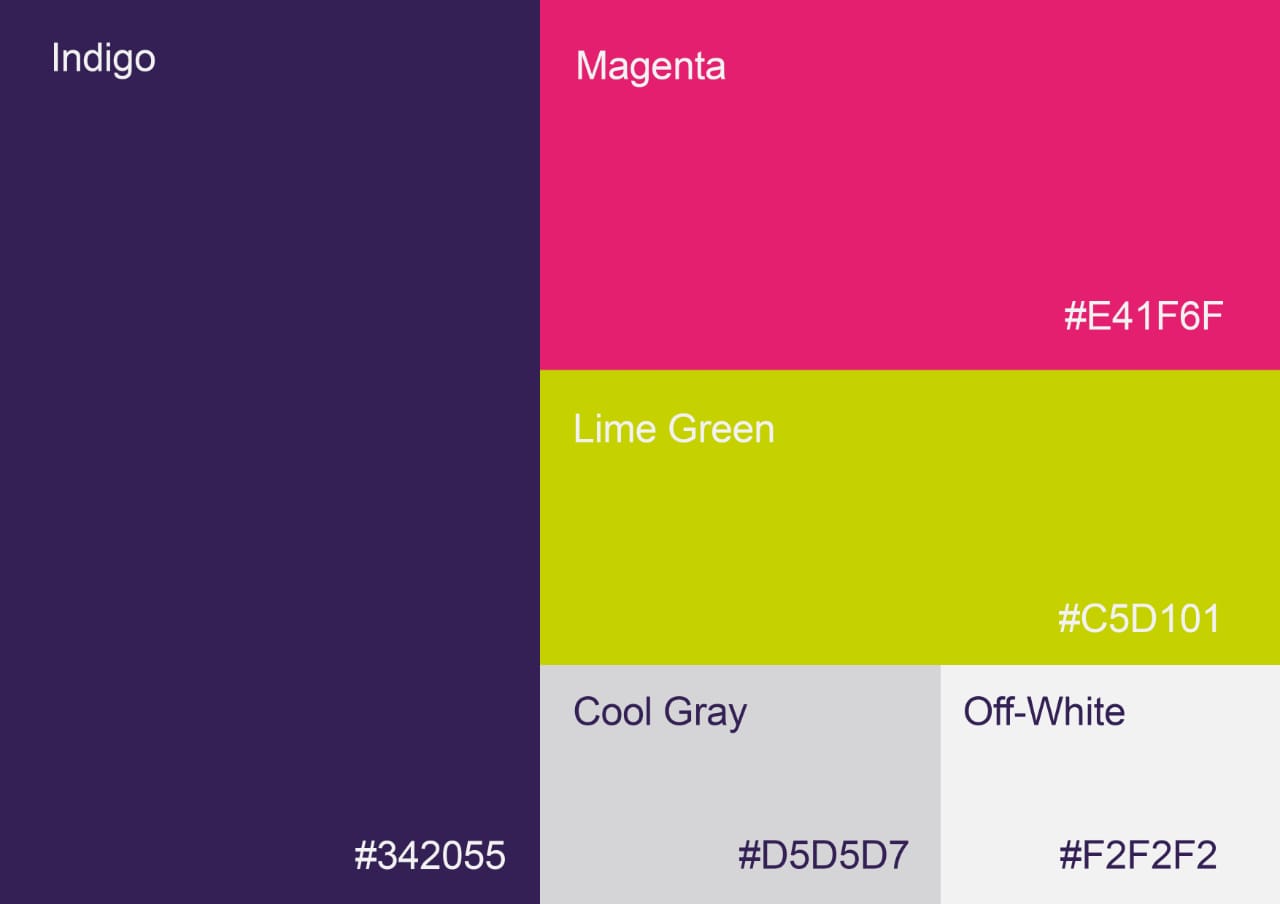 Indigo
#342055
Magenta
#E41F6F
Lime Green
#C5D101
Cool Gray
#D5D5D7
Off-White
#F2F2F2